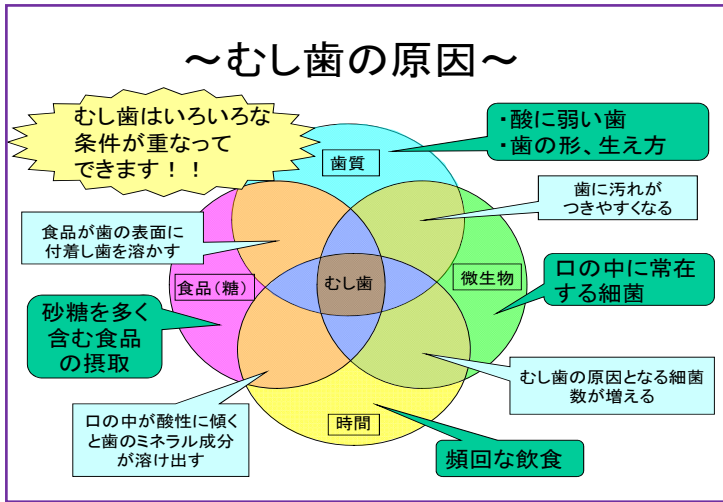 ～むし歯の原因～
むし歯はいろいろな
条件が重なって
できます！！
・酸に弱い歯
・歯の形、生え方
歯質
歯に汚れが
つきやすくなる
食品が歯の表面に
付着し歯を溶かす
食品（糖）
むし歯
微生物
口の中に常在
する細菌
砂糖を多く
含む食品
の摂取
むし歯の原因となる細菌
数が増える
口の中が酸性に傾く
と歯のミネラル成分
が溶け出す
時間
頻回な飲食